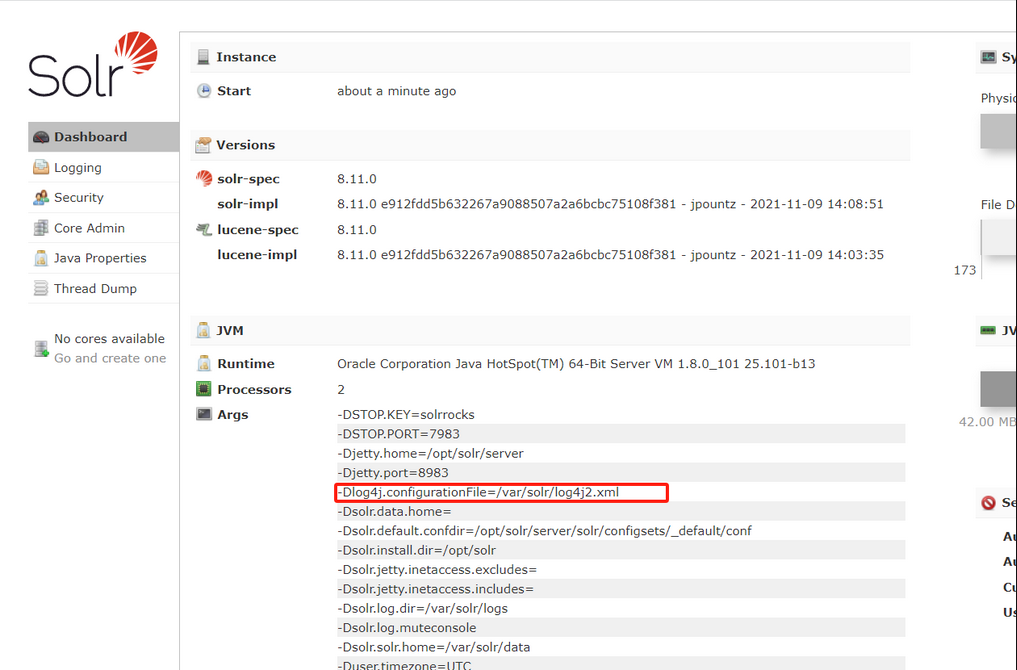 Solr
Dashboard
Logging
Security
Core Admin
Java Properties
Thread Dump
No cores available
Go and create one
Instance
Start about a minute ago
Versions
solr-spec 8.11.0
solr-impl 8.11.0 e912fdd5b632267a9088507a2a6bcbc75108f381 - jpountz - 2021-11-09 14:08:51
lucene-spec 8.11.0
lucene-impl 8.11.0 e912fdd5b632267a9088507a2a6bcbc75108f381 - jpountz - 2021-11-09 14:03:35
JVM
Runtime Oracle Corporation Java HotSpot(TM) 64-Bit Server VM 1.8.0_101 25.101-b13
Processors 2
Args -DSTOP.KEY=solrrocks
-DSTOP.PORT=7983
-Djetty.home=/opt/solr/server
-Djetty.port=8983
-Dlog4j.configurationFile=/var/solr/log4j2.xml
-Dsolr.data.home=
-Dsolr.default.confdir=/opt/solr/server/solr/configsets/_default/conf
-Dsolr.install.dir=/opt/solr
-Dsolr.jetty.inetaccess.excludes=
-Dsolr.jetty.inetaccess.includes=
-Dsolr.log.dir=/var/solr/logs
-Dsolr.log.muteconsole
-Dsolr.solr.home=/var/solr/data
-Duser.timezone=UTC
Sy
Physic
File D
173
JV
42.00 MB
Se
Au
Au
Cu
Us